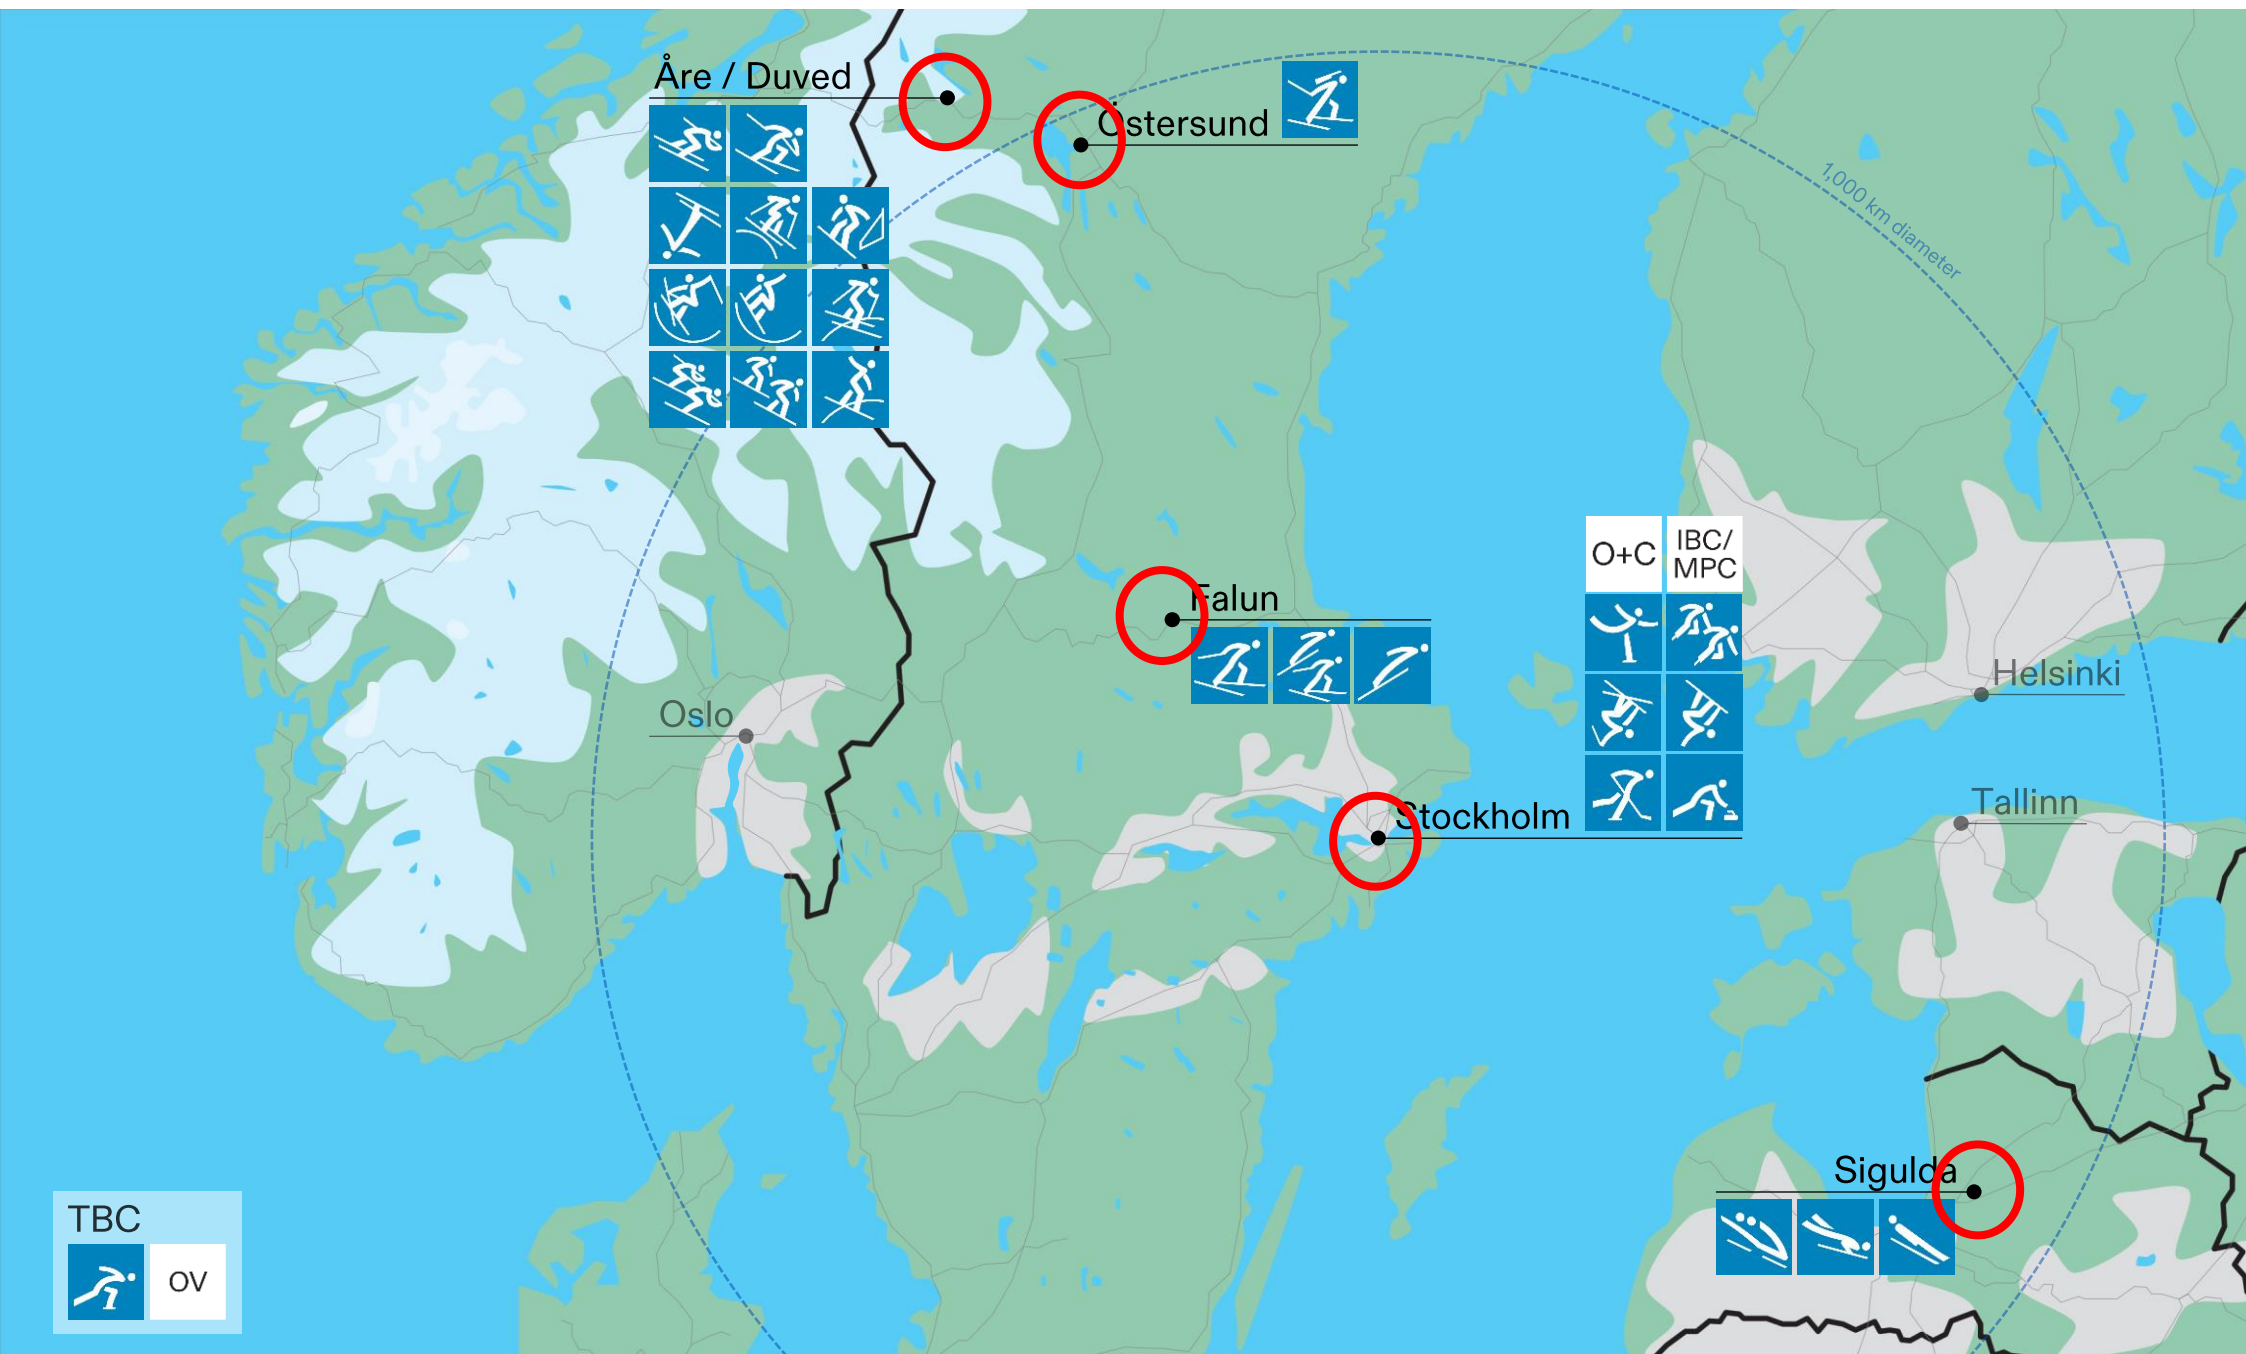 Åre / Duved
Östersund
1,000 km diameter
O+C
IBC/
MPC
Falun
Helsinki
Oslo
Tallinn
Stockholm
Sigulda
TBC
OV